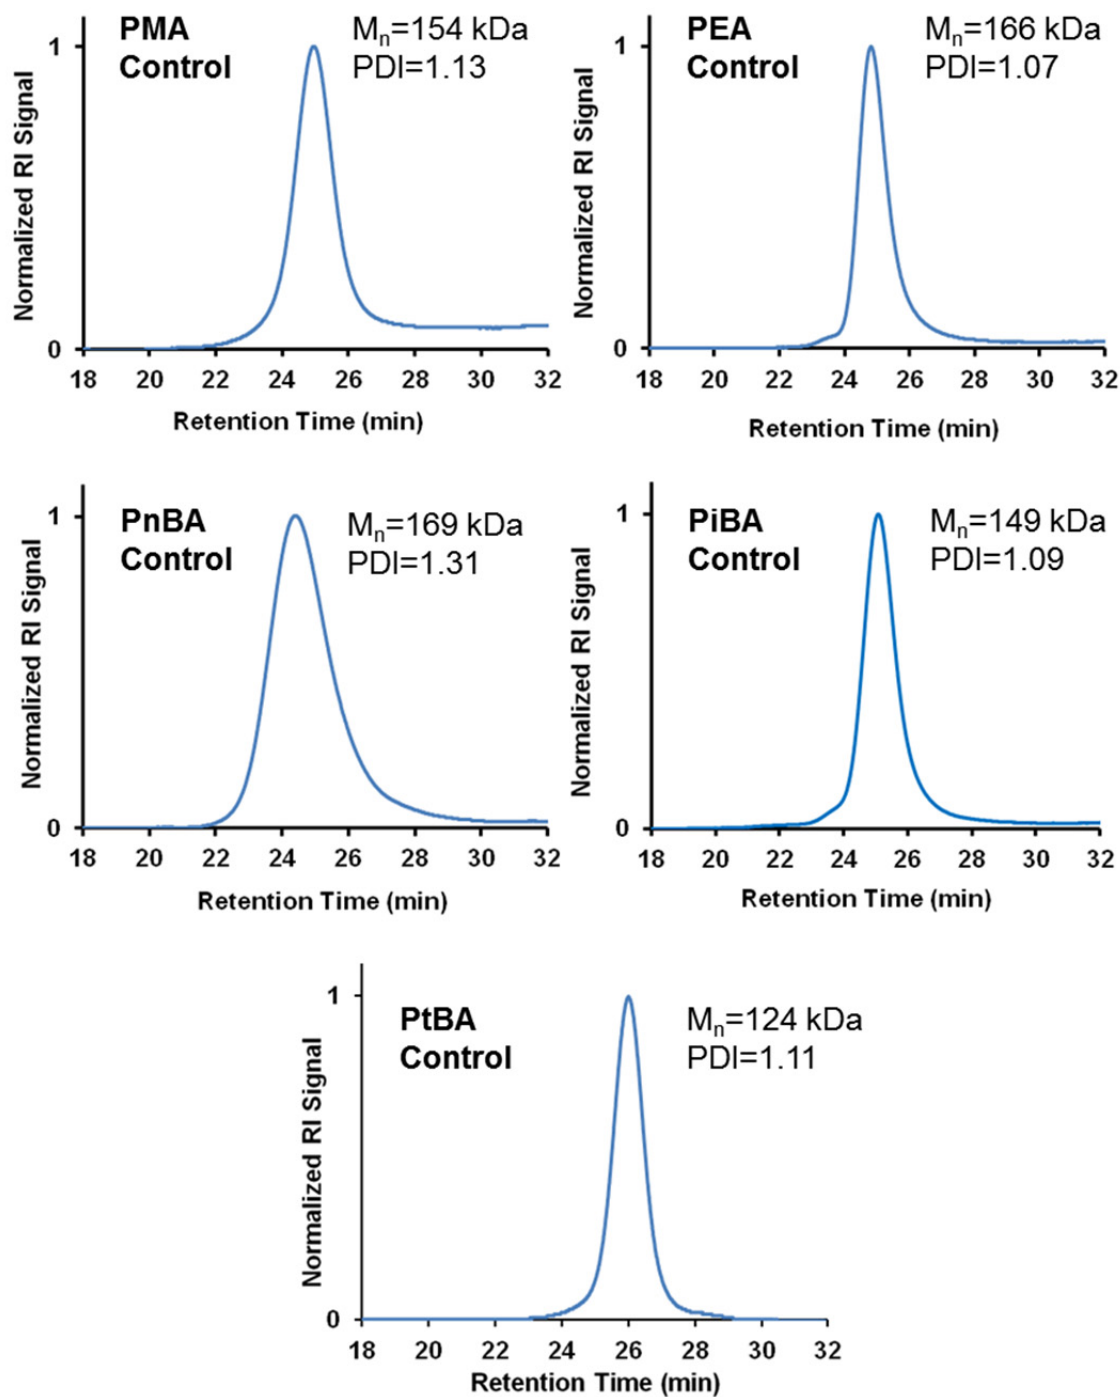 PMA
Control
Mn=154 kDa
PDI=1.13
Normalized RI Signal
1
0
18 20 22 24 26 28 30 32
Retention Time (min)
PEA
Control
Mn=166 kDa
PDI=1.07
Normalized RI Signal
1
0
18 20 22 24 26 28 30 32
Retention Time (min)
PnBA
Control
Mn=169 kDa
PDI=1.31
Normalized RI Signal
1
0
18 20 22 24 26 28 30 32
Retention Time (min)
PiBA
Control
Mn=149 kDa
PDI=1.09
Normalized RI Signal
1
0
18 20 22 24 26 28 30 32
Retention Time (min)
PtBA
Control
Mn=124 kDa
PDI=1.11
Normalized RI Signal
1
0
18 20 22 24 26 28 30 32
Retention Time (min)